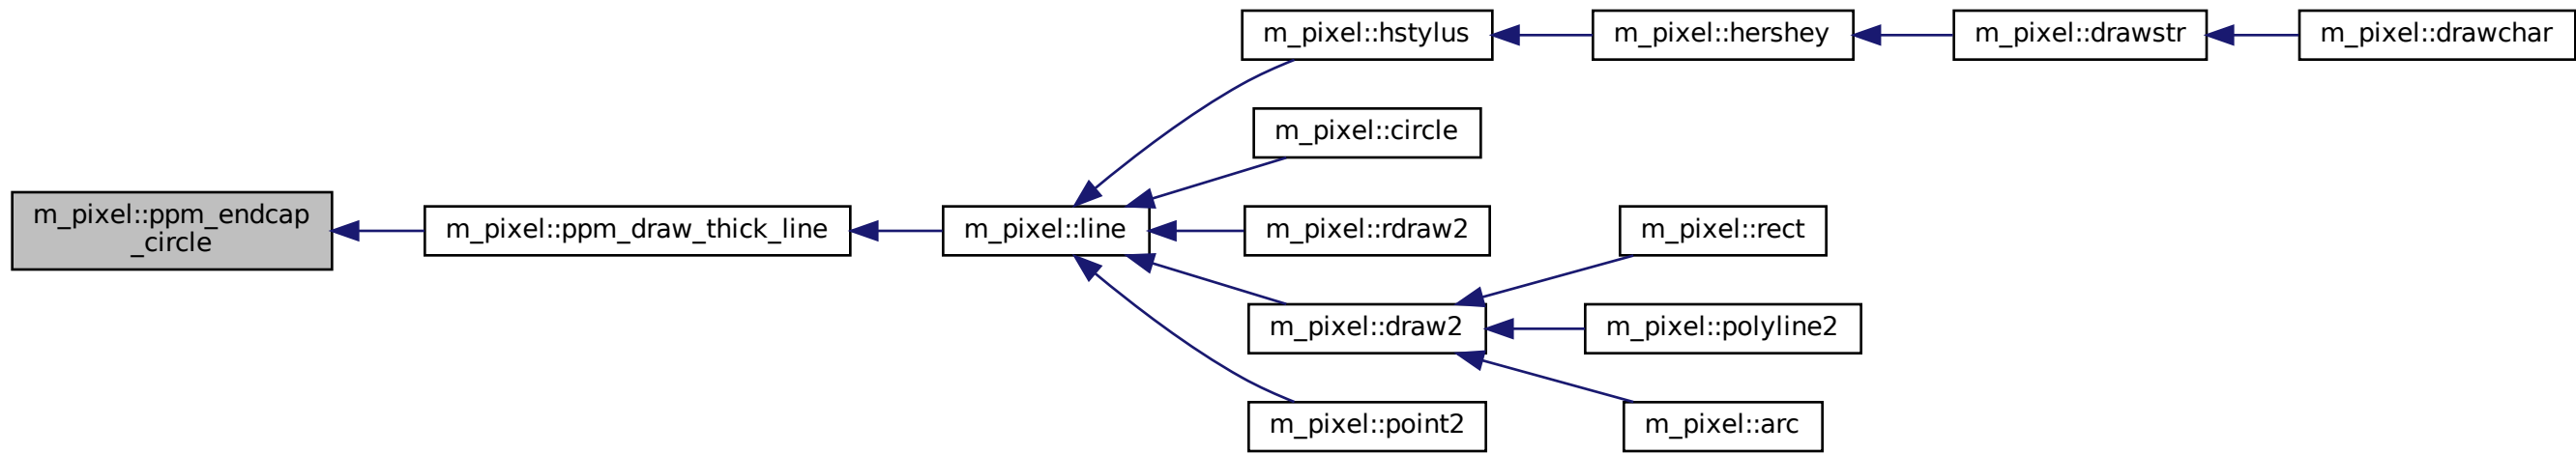 m_pixel::hstylus
m_pixel::hershey
m_pixel::drawstr
m_pixel::drawchar
m_pixel::circle
m_pixel::ppm_endcap
_circle
m_pixel::ppm_draw_thick_line
m_pixel::line
m_pixel::rdraw2
m_pixel::rect
m_pixel::draw2
m_pixel::polyline2
m_pixel::point2
m_pixel::arc